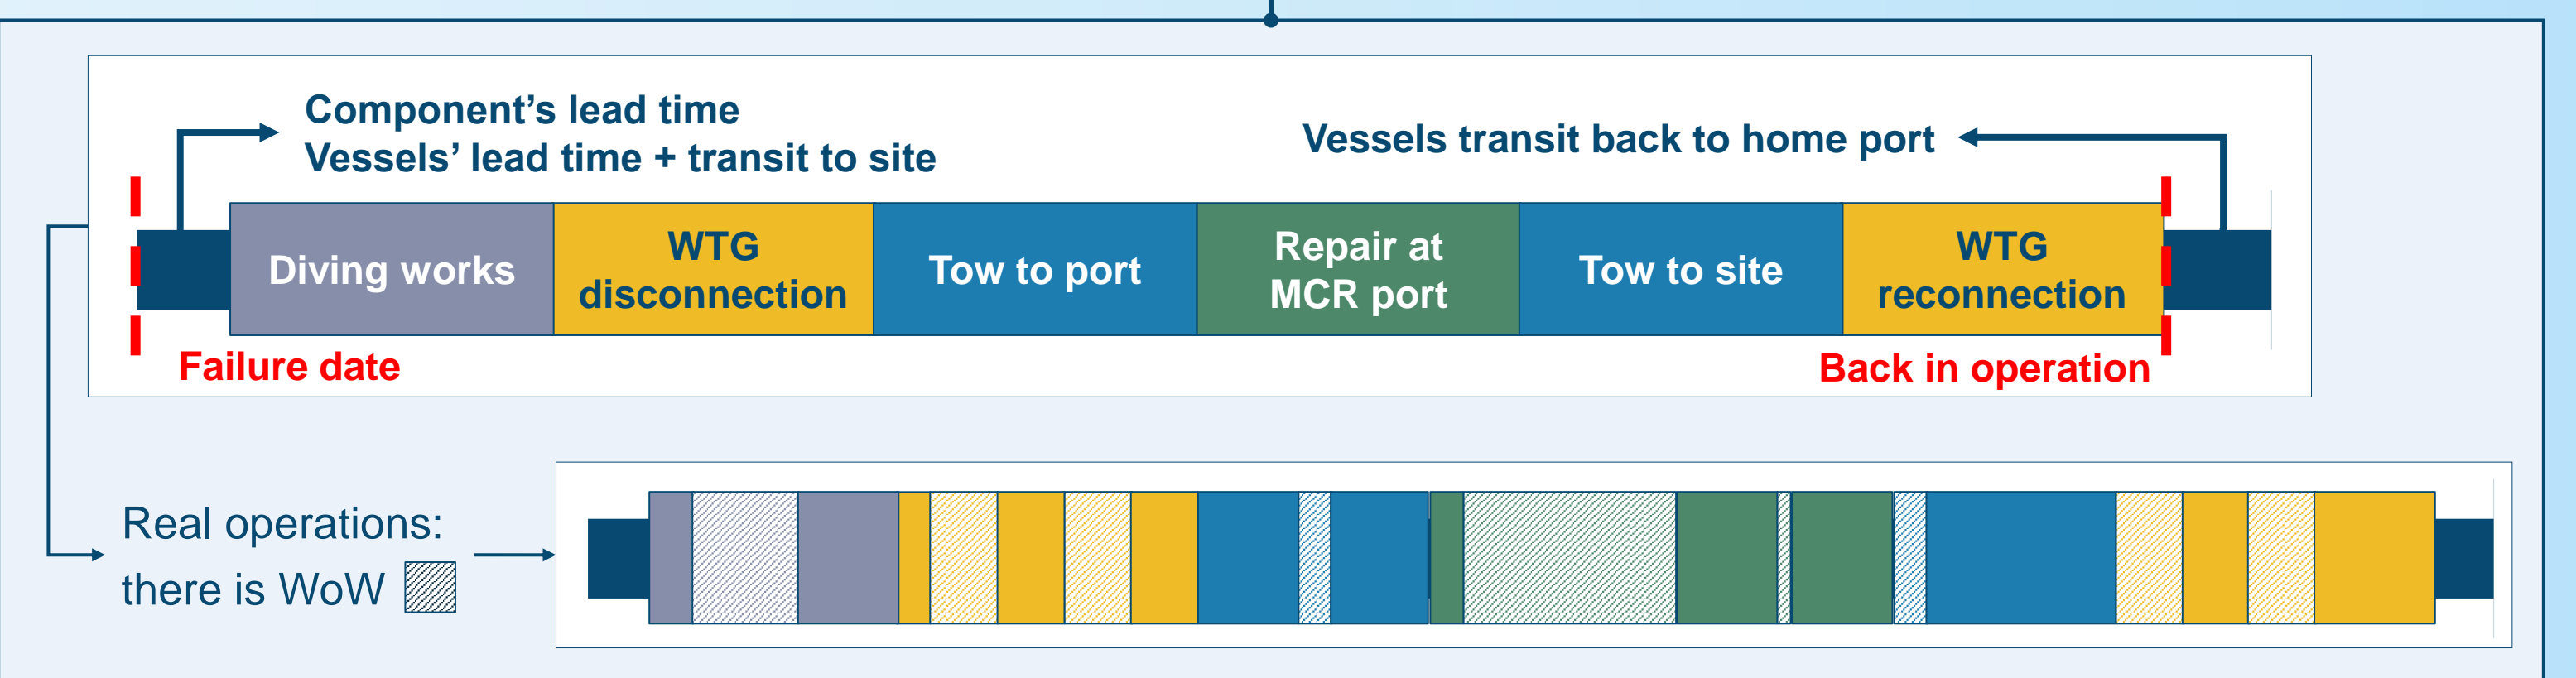 Component’s lead time
Vessels’ lead time + transit to site
Vessels transit back to home port
Diving works
WTG
disconnection
Tow to port
Repair at
MCR port
Tow to site
WTG
reconnection
Failure date
Back in operation
Real operations:
there is WoW